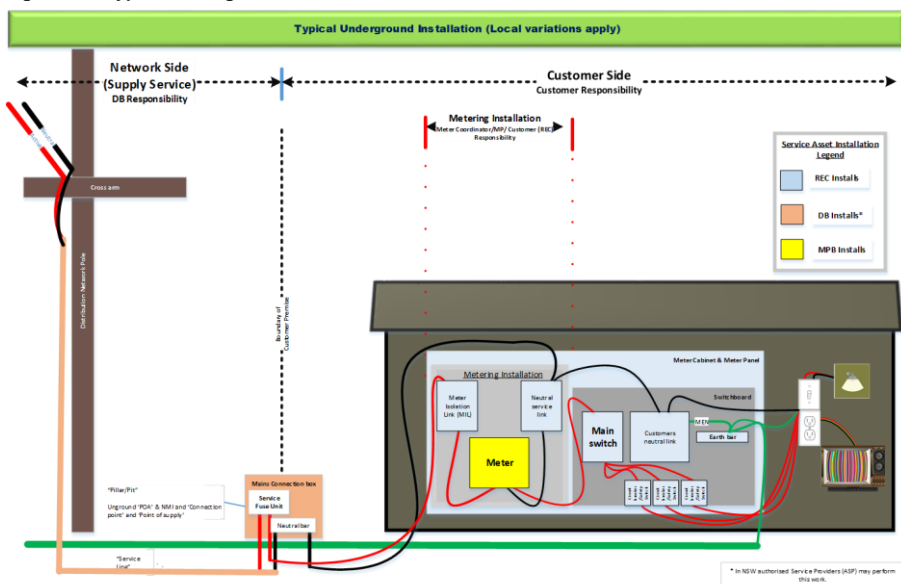 Typical Underground Installation (Local variations apply)
Network Side
(Supply Service)
DB Responsibility
Customer Side
Customer Responsibility
Metering Installation
Meter Coordinator/MP/ Customer (REC)
Responsibility
Service Asset Installation
Legend
REC Installs
DB Installs*
MPB Installs
Active
Neutral
Cross arm
Distribution Network Pole
Boundary of
Customer Premise
Meter Cabinet & Meter Panel
Metering Installation
Meter
Isolation
Link (MIL)
Neutral
service
link
Meter
Switchboard
Main
switch
Customers
neutral link
MEN
Earth bar
Mains Connection box
Service
Fuse Unit
Neutral bar
"Pillar/Pit"
Unground 'POA' & NMI and 'Connection
point' and 'Point of supply'
"Service
Line"
* In NSW authorised Service Providers (ASP) may perform
this work.